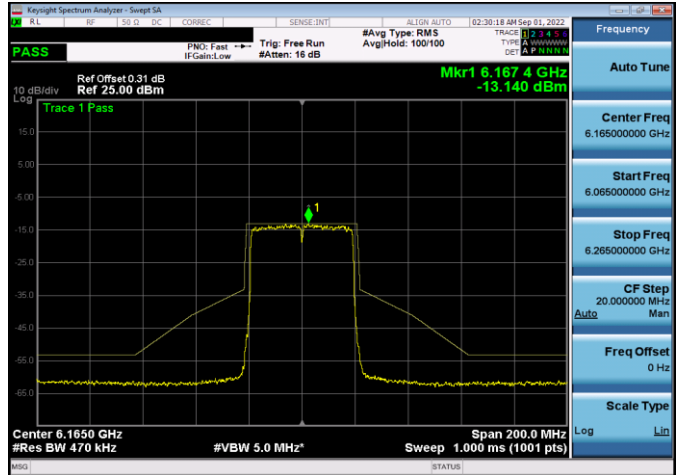 Keysight Spectrum Analyzer - Swept SA
RL RF 50 Ω DC CORREC SENSE:INT ALIGN AUTO 02:30:18 AM Sep 01, 2022
Frequency
#Avg Type: RMS
TRACE 1 2 3 4 5 6
PASS
PNO: Fast Trig: Free Run Avg|Hold: 100/100
TYPE A WWWWW
IFGain:Low #Atten: 16 dB
DET A P N N N N
Auto Tune
Ref Offset 0.31 dB
Mkr1 6.167 4 GHz
10 dB/div Ref 25.00 dBm
-13.140 dBm
Log
Trace 1 Pass
15.0
5.00
-5.00
-15.0
-25.0
-35.0
-45.0
-55.0
-65.0
1
Center Freq
6.165000000 GHz
Start Freq
6.065000000 GHz
Stop Freq
6.265000000 GHz
CF Step
20.000000 MHz
Auto Man
Freq Offset
0 Hz
Scale Type
Log Lin
Center 6.1650 GHz Span 200.0 MHz
#Res BW 470 kHz #VBW 5.0 MHz* Sweep 1.000 ms (1001 pts)
MSG STATUS